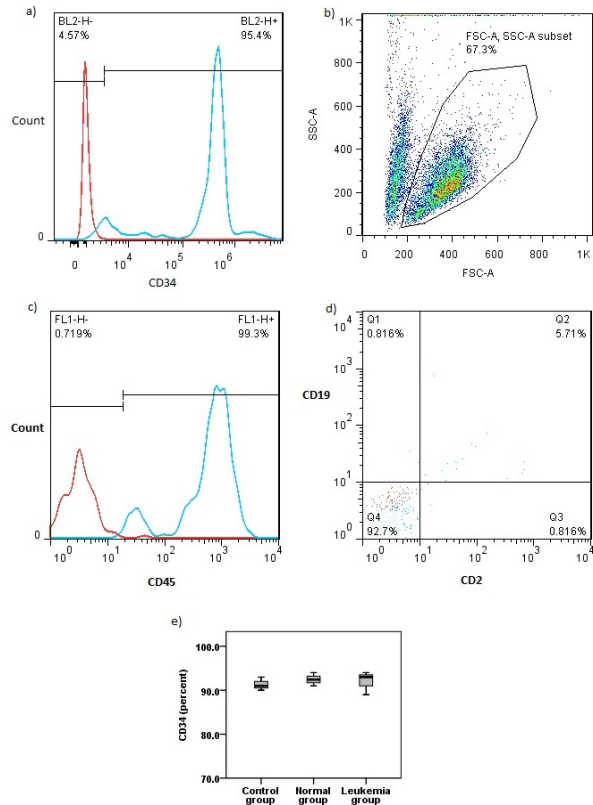 a)
BL2-H-
4.57%
BL2-H+
95.4%
Count
0
0
10^4
10^5
10^6
CD34
b)
1K
800
600
400
200
0
SSC-A
FSC-A, SSC-A subset
67.3%
0
200
400
600
800
1K
FSC-A
c)
FL1-H-
0.719%
FL1-H+
99.3%
Count
0
10^0
10^1
10^2
10^3
10^4
CD45
d)
10^4
10^3
10^2
10^1
10^0
CD19
Q1
0.816%
Q2
5.71%
Q4
92.7%
Q3
0.816%
10^0
10^1
10^2
10^3
10^4
CD2
e)
100.0
90.0
80.0
70.0
CD34 (percent)
Control
group
Normal
group
Leukemia
group